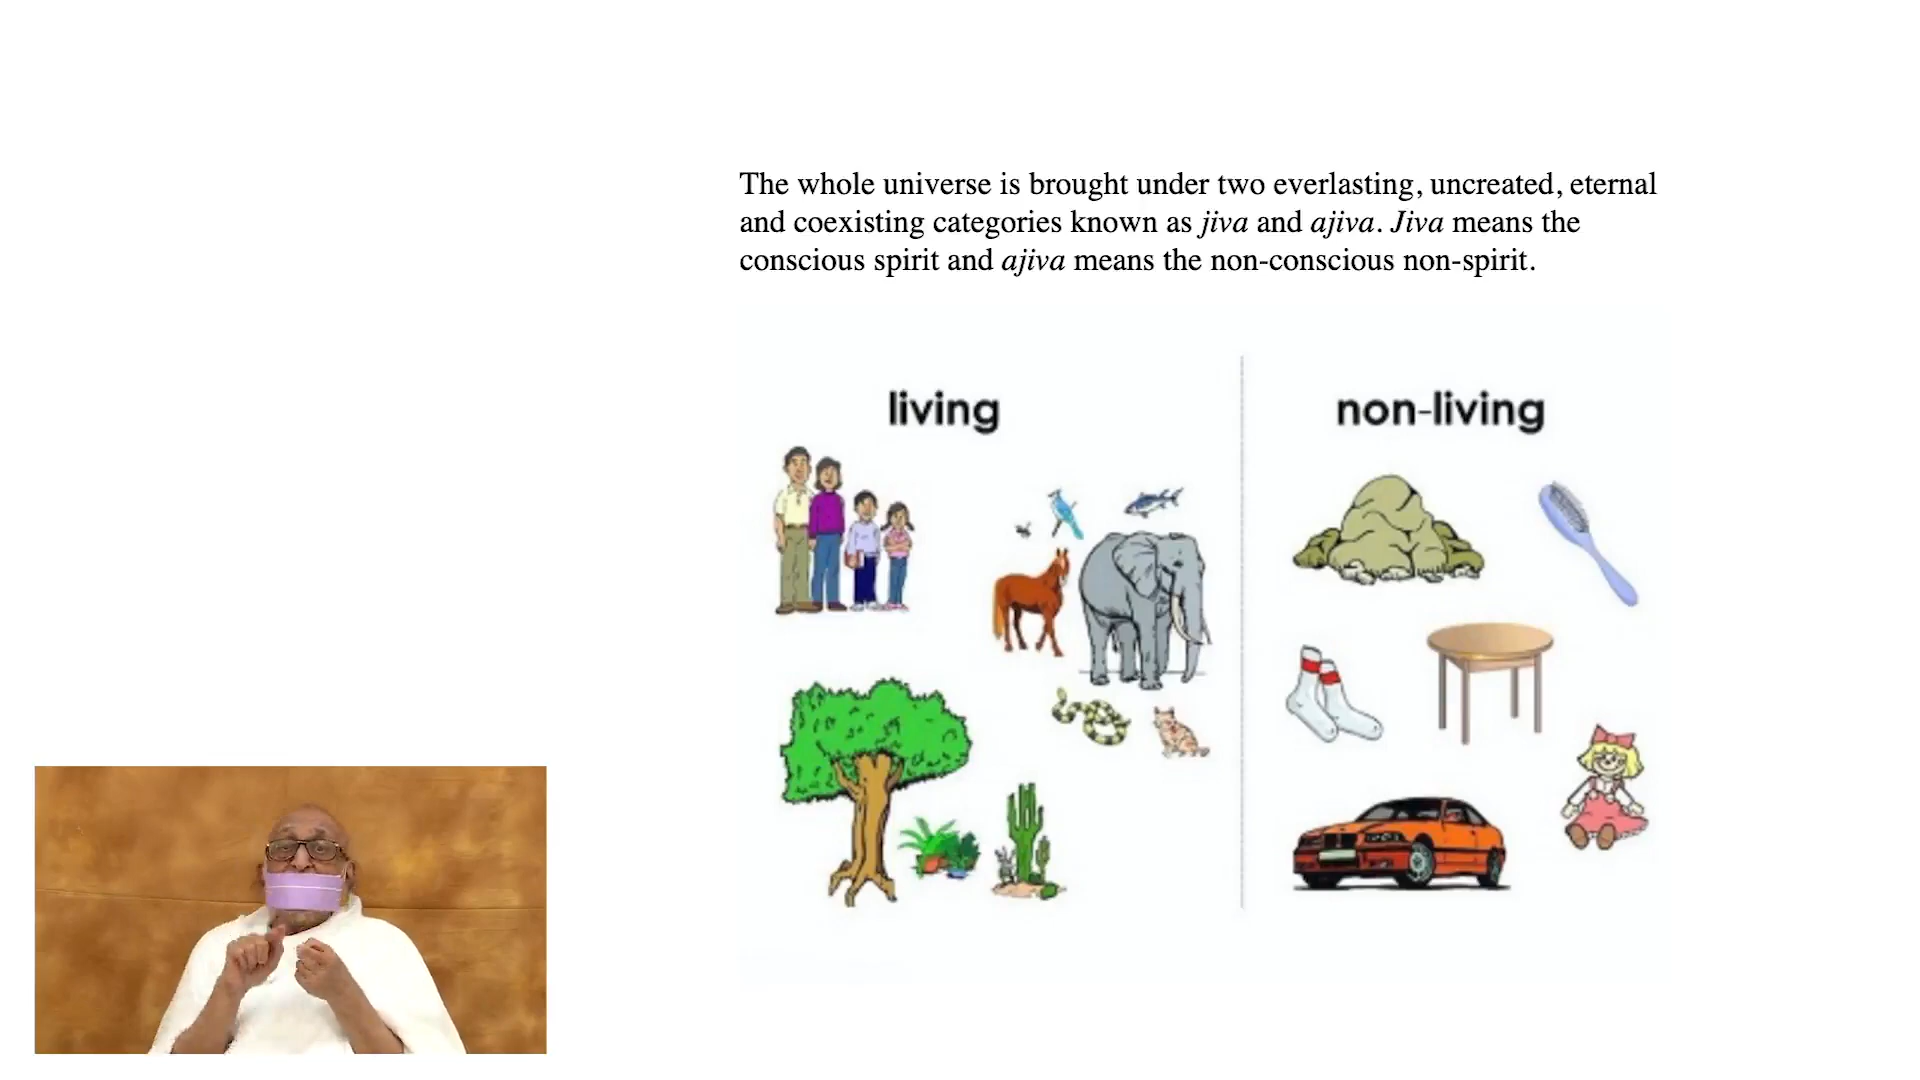 The whole universe is brought under two everlasting, uncreated, eternal
and coexisting categories known as jiva and ajiva. Jiva means the
conscious spirit and ajiva means the non-conscious non-spirit.
living
non-living